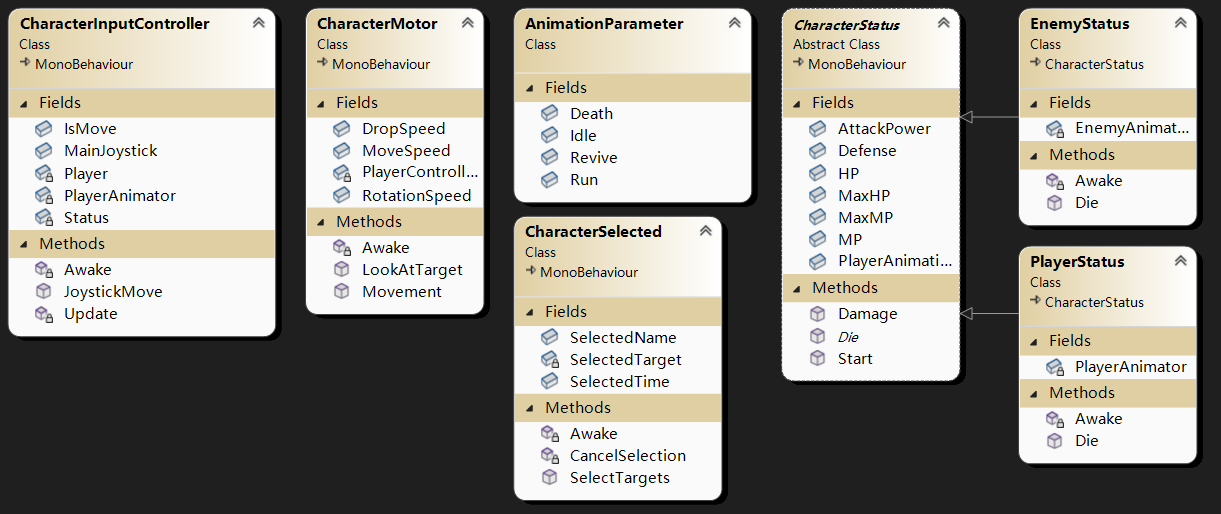 CharacterInputController
Class
MonoBehaviour
Fields
IsMove
MainJoystick
Player
PlayerAnimator
Status
Methods
Awake
JoystickMove
Update
CharacterMotor
Class
MonoBehaviour
Fields
DropSpeed
MoveSpeed
PlayerControll...
RotationSpeed
Methods
Awake
LookAtTarget
Movement
AnimationParameter
Class
Fields
Death
Idle
Revive
Run
CharacterSelected
Class
MonoBehaviour
Fields
SelectedName
SelectedTarget
SelectedTime
Methods
Awake
CancelSelection
SelectTargets
CharacterStatus
Abstract Class
MonoBehaviour
Fields
AttackPower
Defense
HP
MaxHP
MaxMP
MP
PlayerAnimati...
Methods
Damage
Die
Start
EnemyStatus
Class
CharacterStatus
Fields
EnemyAnimat...
Methods
Awake
Die
PlayerStatus
Class
CharacterStatus
Fields
PlayerAnimator
Methods
Awake
Die